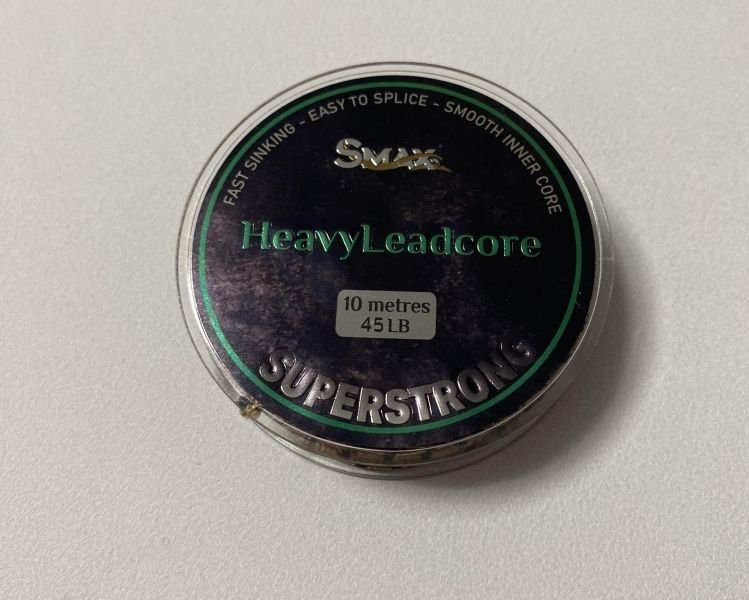 FAST SINKING - EASY TO SPLICE - SMOOTH INNER CORE
SMAX
HeavyLeadcore
10 metres
45 LB
SUPERSTRONG